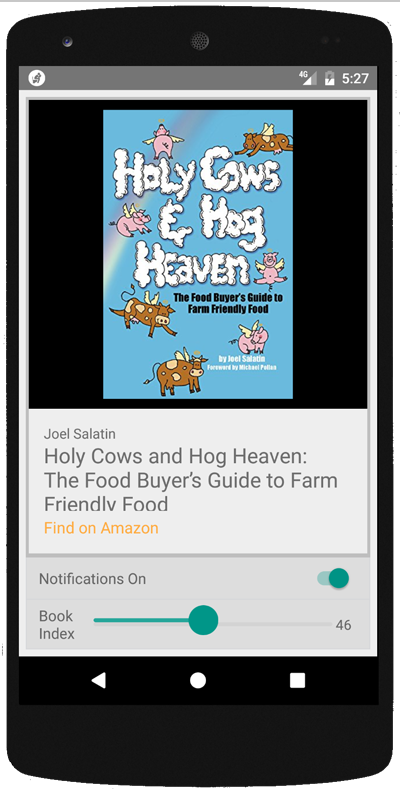 4G 5:27
Holy Cows
& Hog
Heaven
The Food Buyer's Guide to
Farm Friendly Food
by Joel Salatin
Foreword by Michael Pollan
Joel Salatin
Holy Cows and Hog Heaven:
The Food Buyer's Guide to Farm
Friendly Food
Find on Amazon
Notifications On
Book
Index
46